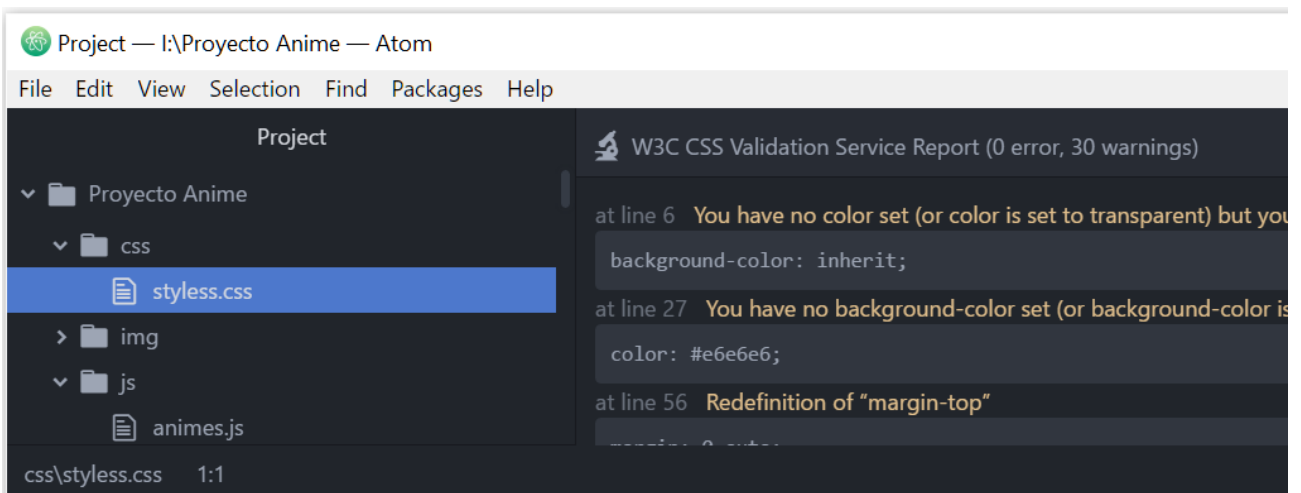 Project — I:\Proyecto Anime — Atom
File Edit View Selection Find Packages Help
Project
Proyecto Anime
css
styless.css
img
js
animes.js
W3C CSS Validation Service Report (0 error, 30 warnings)
at line 6 You have no color set (or color is set to transparent) but you
background-color: inherit;
at line 27 You have no background-color set (or background-color is
color: #e6e6e6;
at line 56 Redefinition of “margin-top”
margin: 0 auto;
css\styless.css 1:1